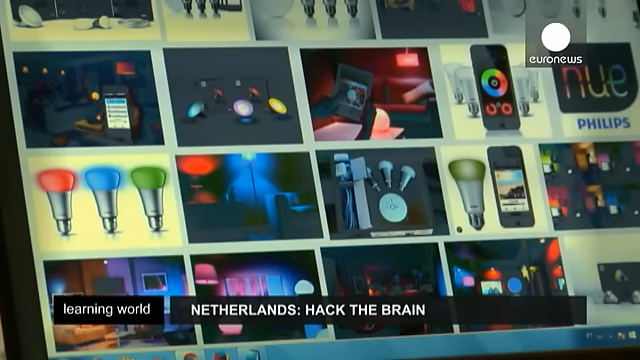 euronews
hue
PHILIPS
learning world
NETHERLANDS: HACK THE BRAIN